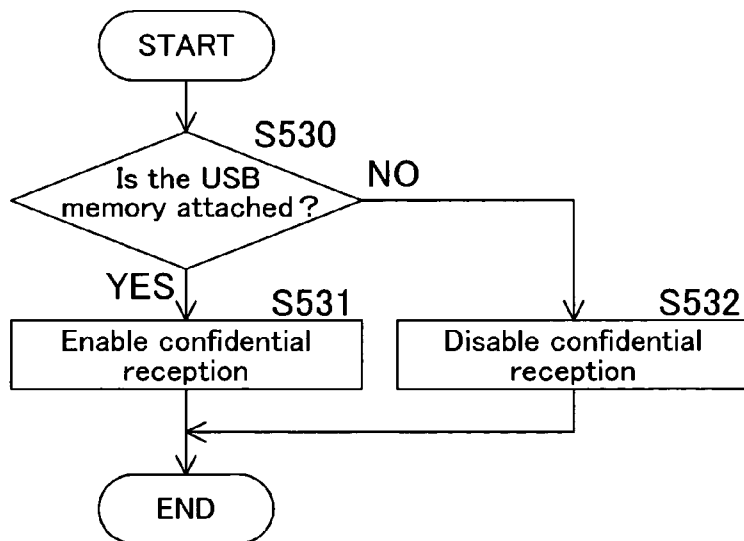 START
S530
Is the USB
memory attached?
NO
YES
S531
Enable confidential
reception
S532
Disable confidential
reception
END